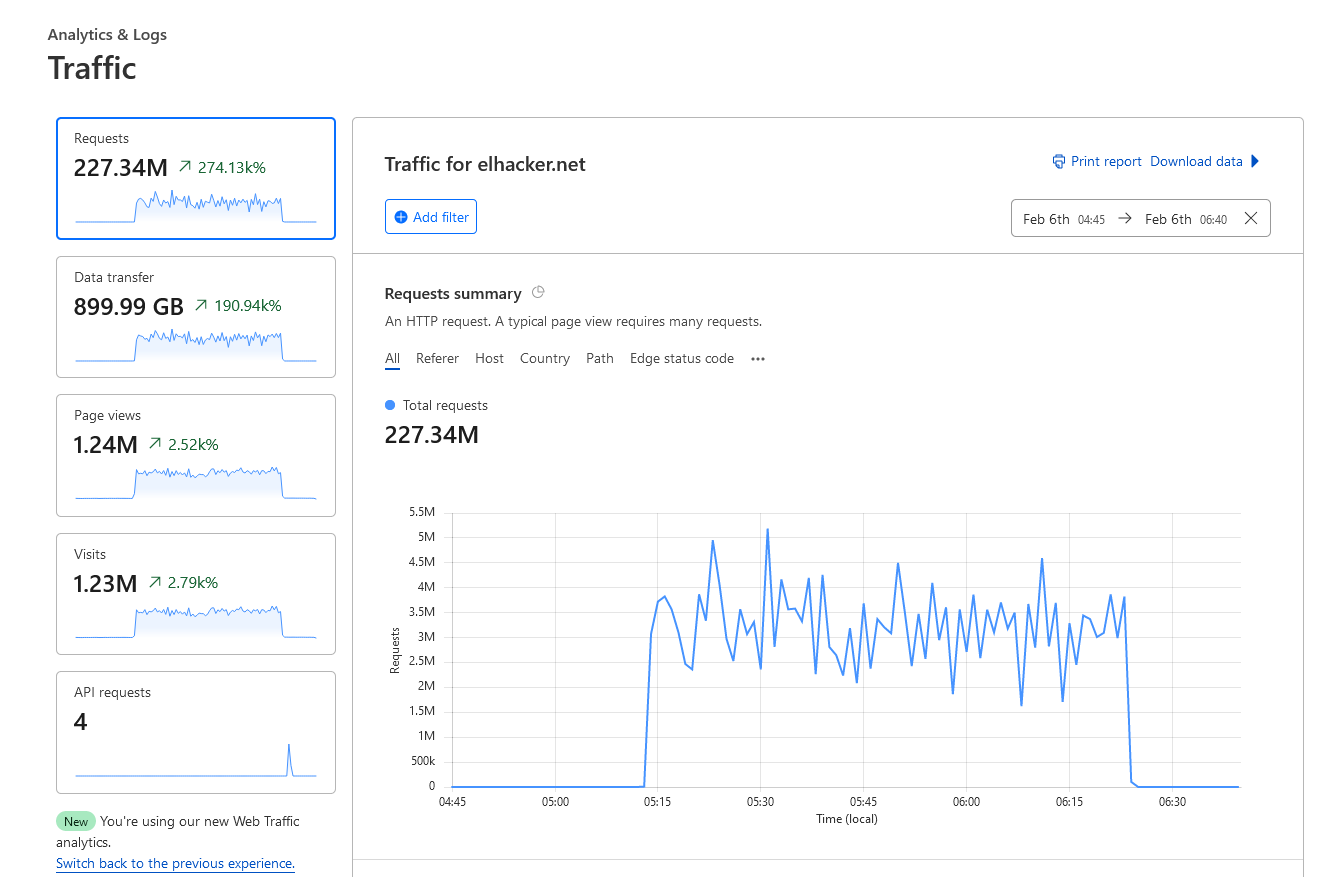 Analytics & Logs
Traffic
Requests
227.34M 274.13k%
Data transfer
899.99 GB 190.94k%
Page views
1.24M 2.52k%
Visits
1.23M 2.79k%
API requests
4
New You're using our new Web Traffic
analytics.
Switch back to the previous experience.
Traffic for elhacker.net
Print report Download data
Add filter
Feb 6th 04:45 → Feb 6th 06:40
Requests summary
An HTTP request. A typical page view requires many requests.
All Referer Host Country Path Edge status code •••
Total requests
227.34M
5.5M
5M
4.5M
4M
3.5M
3M
2.5M
2M
1.5M
1M
500k
0
Requests
04:45 05:00 05:15 05:30 05:45 06:00 06:15 06:30
Time (local)